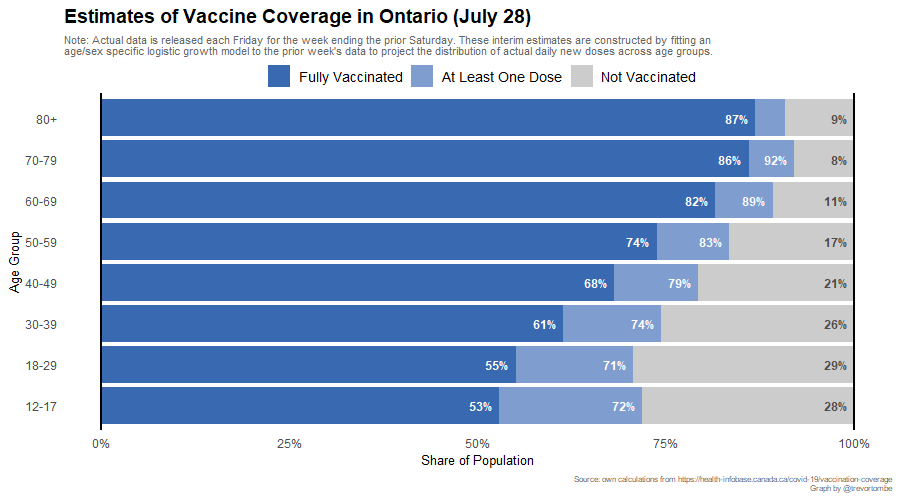 Estimates of Vaccine Coverage in Ontario (July 28)
Note: Actual data is released each Friday for the week ending the prior Saturday. These interim estimates are constructed by fitting an
age/sex specific logistic growth model to the prior week's data to project the distribution of actual daily new doses across age groups.
Fully Vaccinated At Least One Dose Not Vaccinated
80+ 87% 9%
70-79 86% 92% 8%
60-69 82% 89% 11%
50-59 74% 83% 17%
Age Group
40-49 68% 79% 21%
30-39 61% 74% 26%
18-29 55% 71% 29%
12-17 53% 72% 28%
0% 25% 50% 75% 100%
Share of Population
Source: own calculations from https://health-infobase.canada.ca/covid-19/vaccination-coverage
Graph by @trevortombe